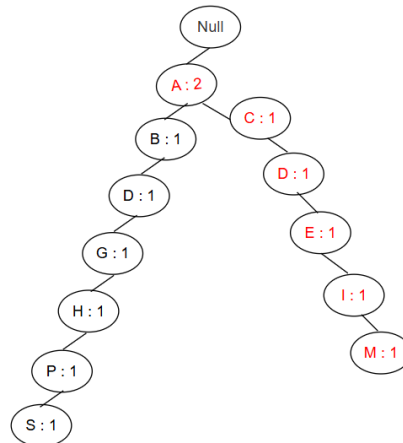 Null
A : 2
C : 1
B : 1
D : 1
D : 1
E : 1
G : 1
I : 1
H : 1
M : 1
P : 1
S : 1